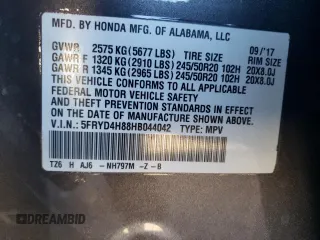 MFD. BY HONDA MFG. OF ALABAMA, LLC
09/'17
GVWR 2575 KG(5677 LBS) TIRE SIZE RIM SIZE
GAWR F 1320 KG(2910 LBS) 245/50R20 102H 20X8.0J
GAWR R 1345 KG(2965 LBS) 245/50R20 102H 20X8.0J
THIS VEHICLE CONFORMS TO ALL APPLICABLE
FEDERAL MOTOR VEHICLE SAFETY AND
THEFT PREVENTION STANDARDS IN EFFECT ON
THE DATE OF MANUFACTURE SHOWN ABOVE.
V.I.N.: 5FRYD4H88HB044042 TYPE: MPV
TZ6 H AJ6 -NH797M -Z-8